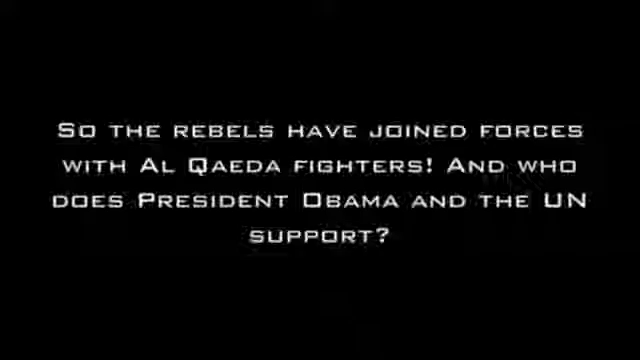 So the rebels have joined forces
with Al Qaeda fighters! And who
does President Obama and the UN
support?